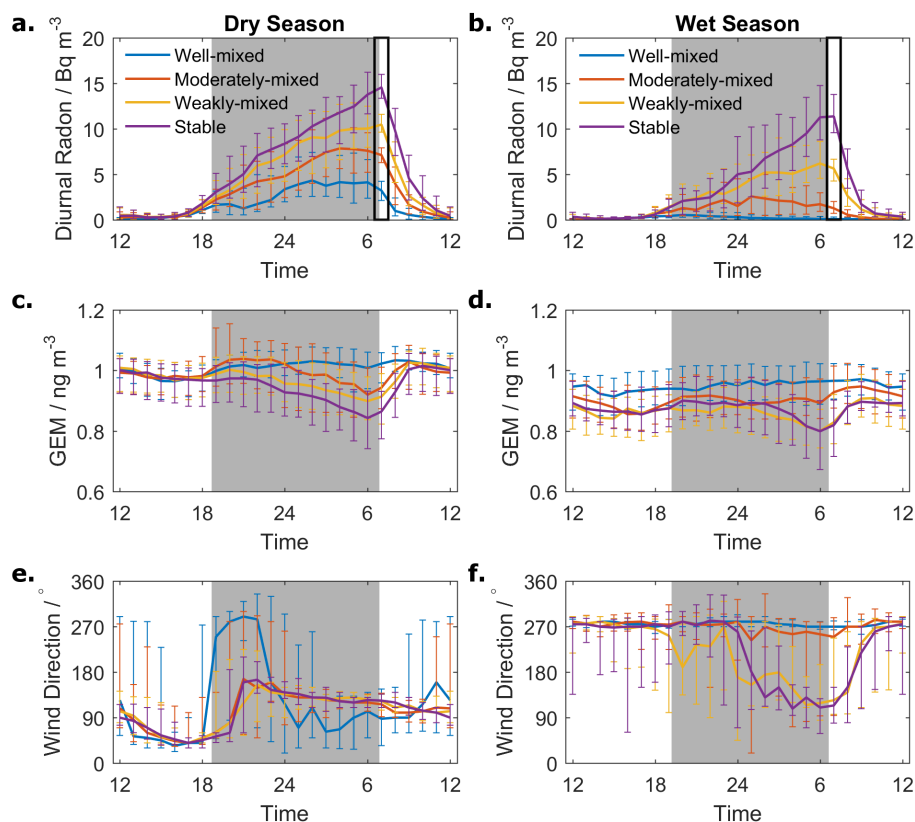 a.
Dry Season
Diurnal Radon / Bq m⁻³
20
15
10
5
0
Well-mixed
Moderately-mixed
Weakly-mixed
Stable
12 18 24 6 12
Time
b.
Wet Season
Diurnal Radon / Bq m⁻³
20
15
10
5
0
Well-mixed
Moderately-mixed
Weakly-mixed
Stable
12 18 24 6 12
Time
c.
GEM / ng m⁻³
1.2
1
0.8
0.6
12 18 24 6 12
Time
d.
GEM / ng m⁻³
1.2
1
0.8
0.6
12 18 24 6 12
Time
e.
Wind Direction / °
360
270
180
90
0
12 18 24 6 12
Time
f.
Wind Direction / °
360
270
180
90
0
12 18 24 6 12
Time